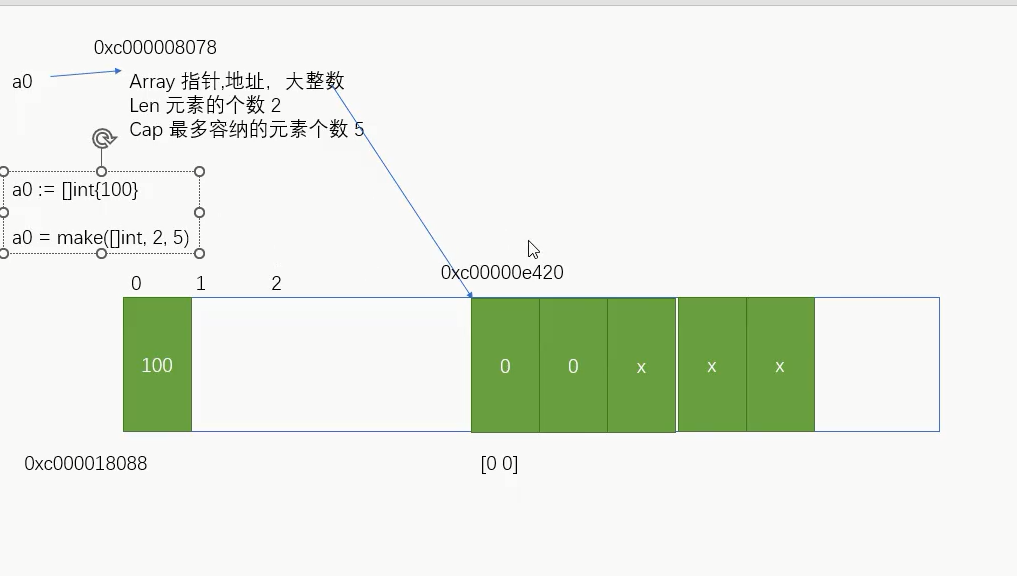 0xc000008078
a0
Array 指针,地址，大整数
Len 元素的个数 2
Cap 最多容纳的元素个数 5
a0 := []int{100}
a0 = make([]int, 2, 5)
0xc00000e420
0 1 2
100 0 0 x x x
0xc000018088 [0 0]